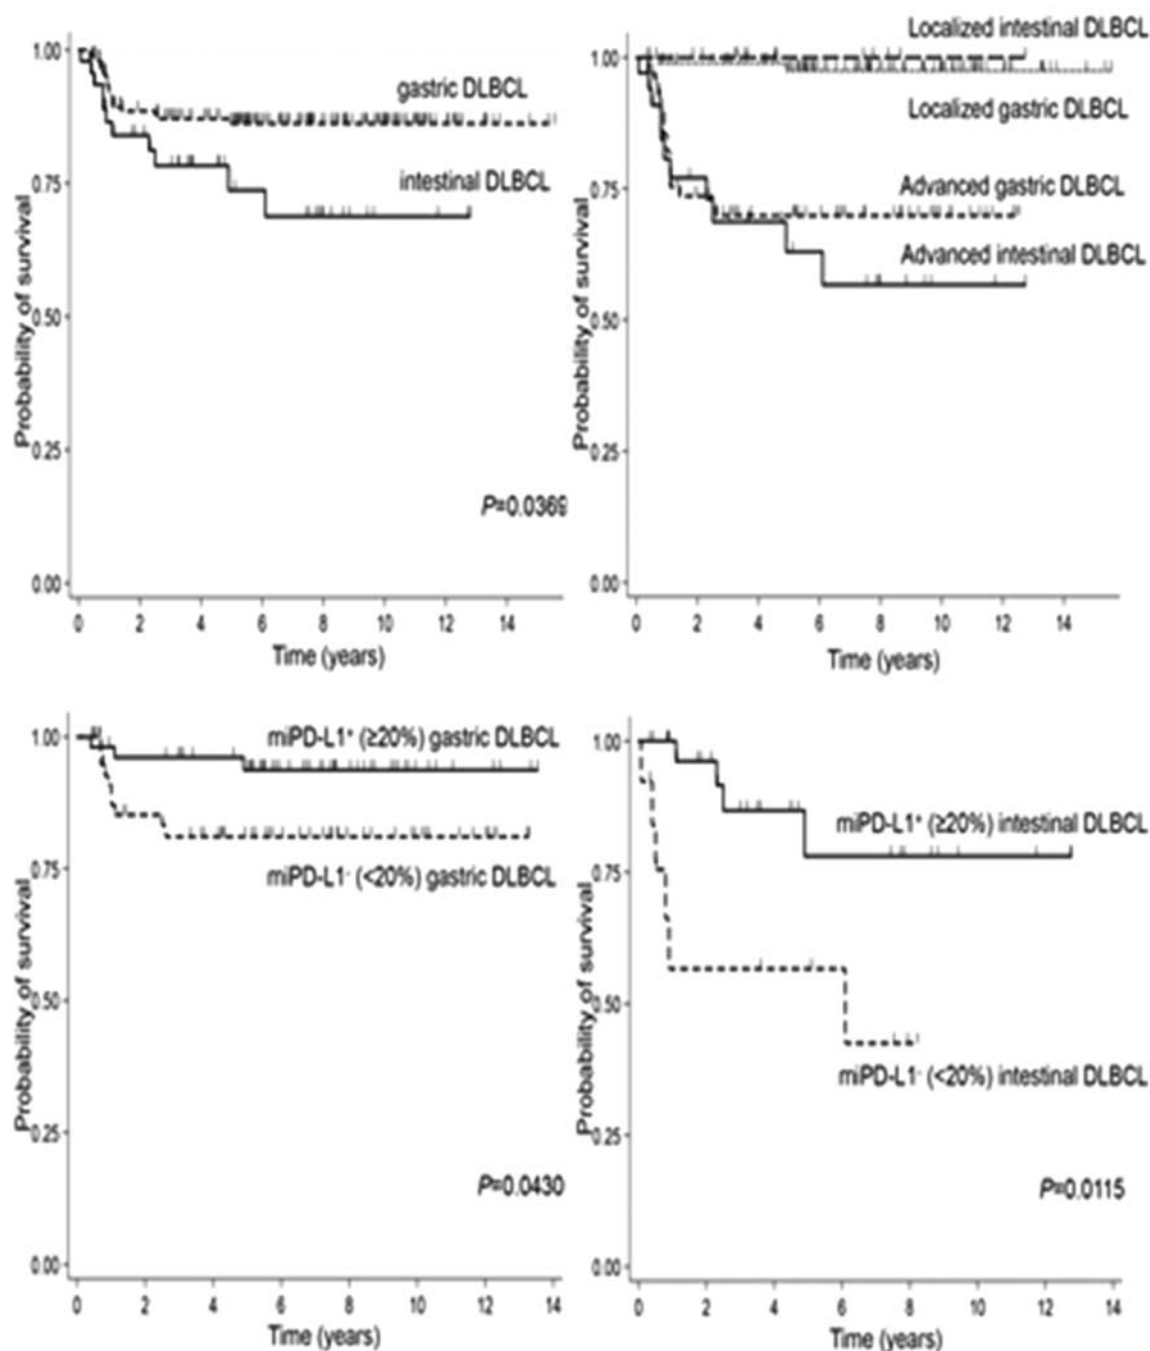 1.00
0.75
0.50
0.25
0.00
Probability of survival
gastric DLBCL
intestinal DLBCL
P=0.0369
0 2 4 6 8 10 12 14
Time (years)
1.00
0.75
0.50
0.25
0.00
Probability of survival
Localized intestinal DLBCL
Localized gastric DLBCL
Advanced gastric DLBCL
Advanced intestinal DLBCL
0 2 4 6 8 10 12 14
Time (years)
1.00
0.75
0.50
0.25
0.00
Probability of survival
miPD-L1⁺ (≥20%) gastric DLBCL
miPD-L1⁻ (<20%) gastric DLBCL
P=0.0430
0 2 4 6 8 10 12 14
Time (years)
1.00
0.75
0.50
0.25
0.00
Probability of survival
miPD-L1⁺ (≥20%) intestinal DLBCL
miPD-L1⁻ (<20%) intestinal DLBCL
P=0.0115
0 2 4 6 8 10 12 14
Time (years)